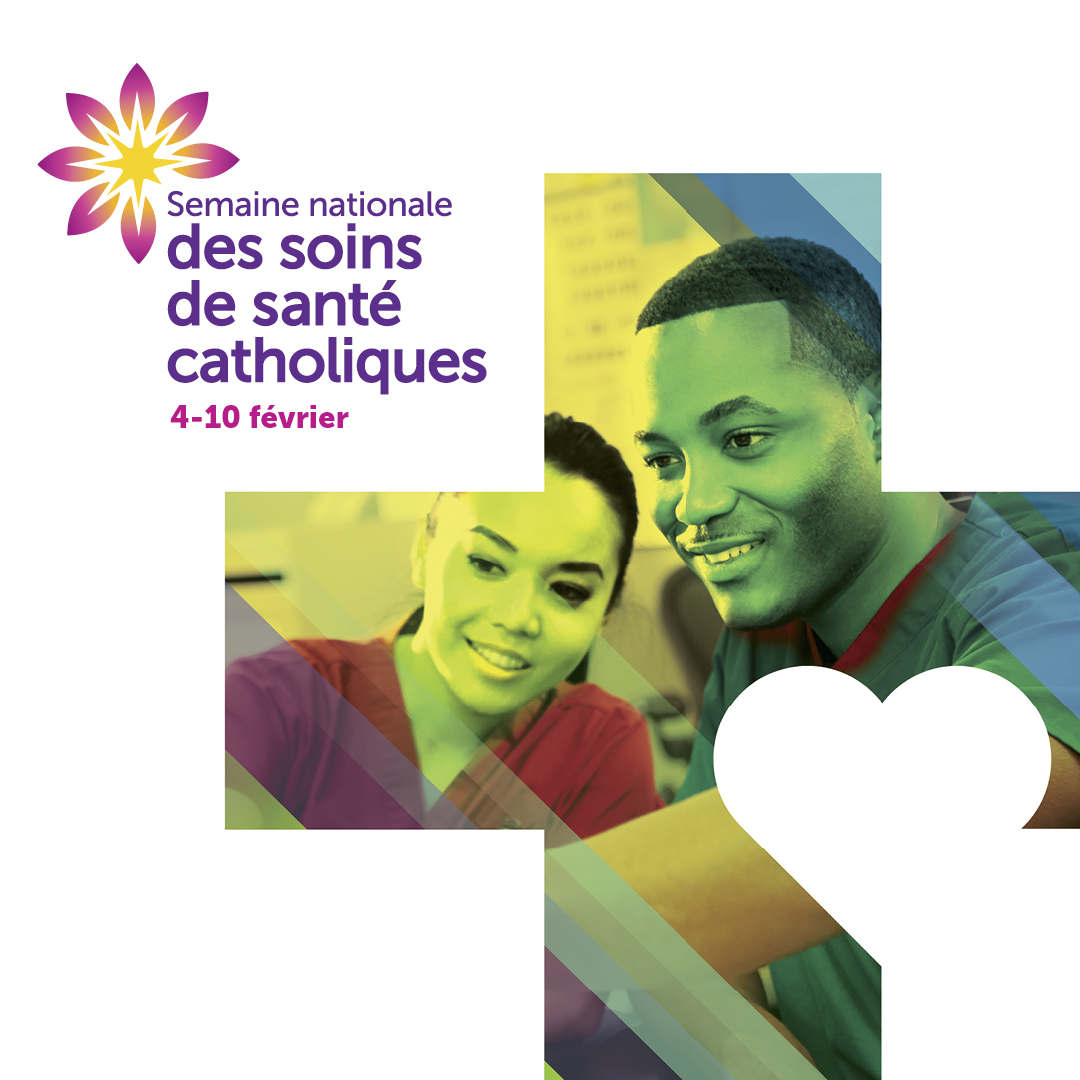 Semaine nationale
des soins
de santé
catholiques
4-10 février